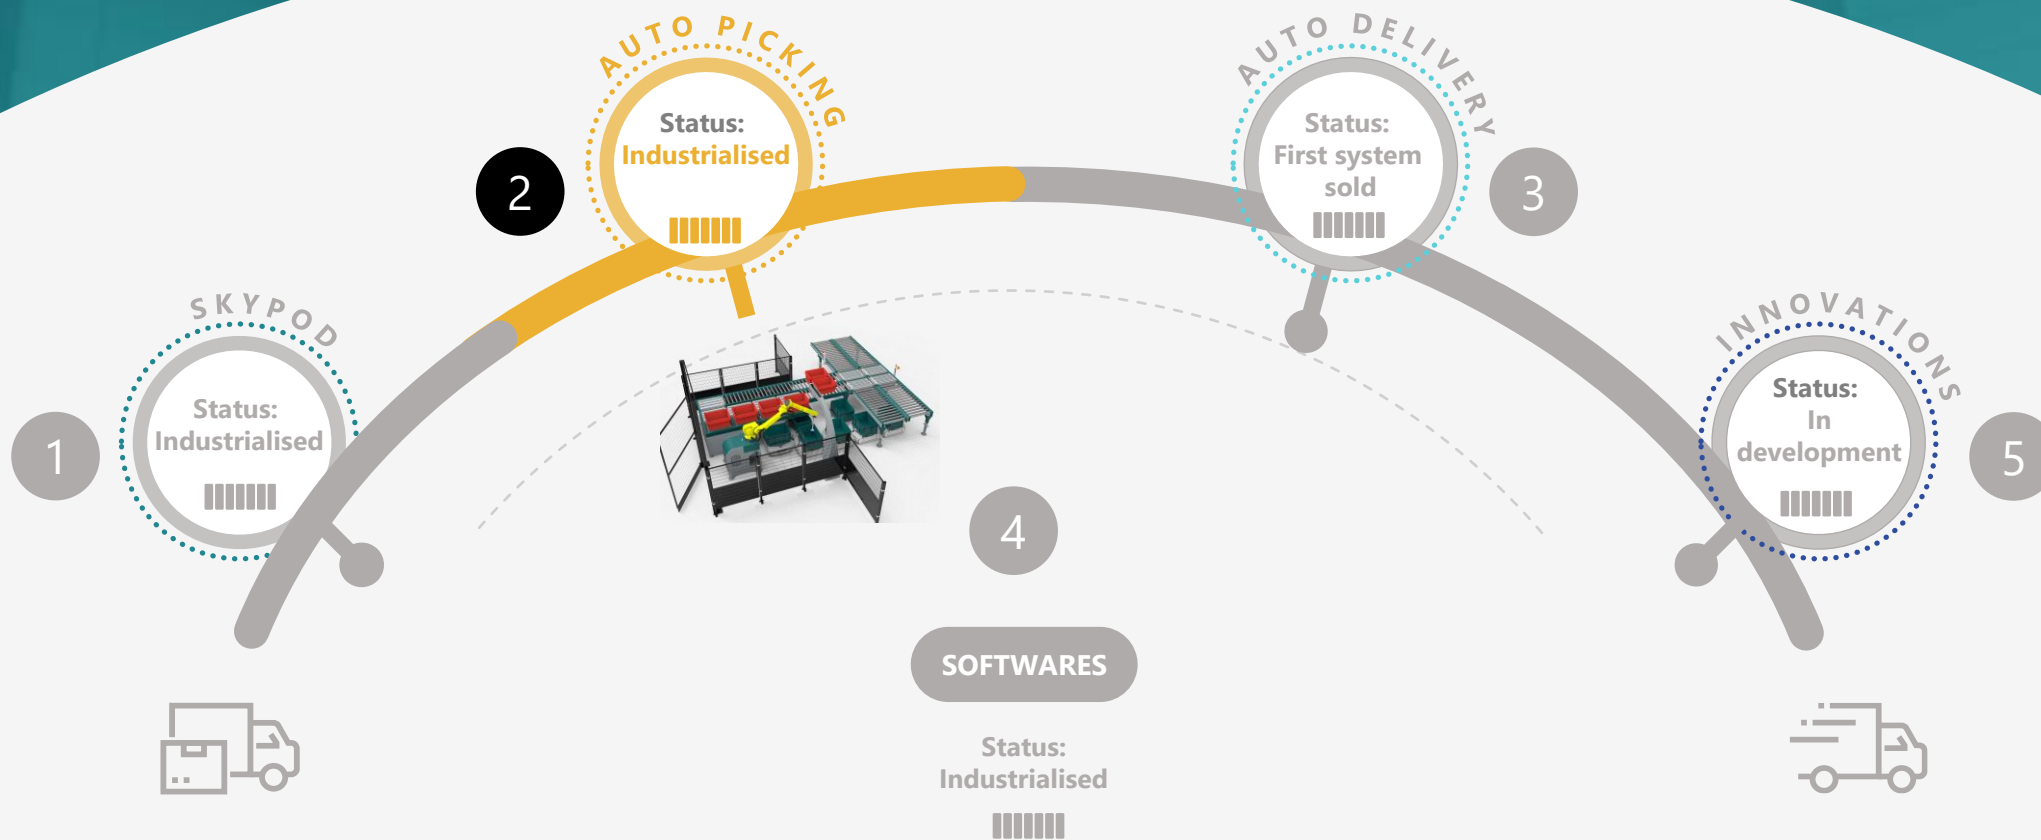 SKYPOD
1
Status:
Industrialised
AUTO PICKING
2
Status:
Industrialised
AUTO DELIVERY
3
Status:
First system
sold
INNOVATIONS
5
Status:
In
development
4
SOFTWARES
Status:
Industrialised